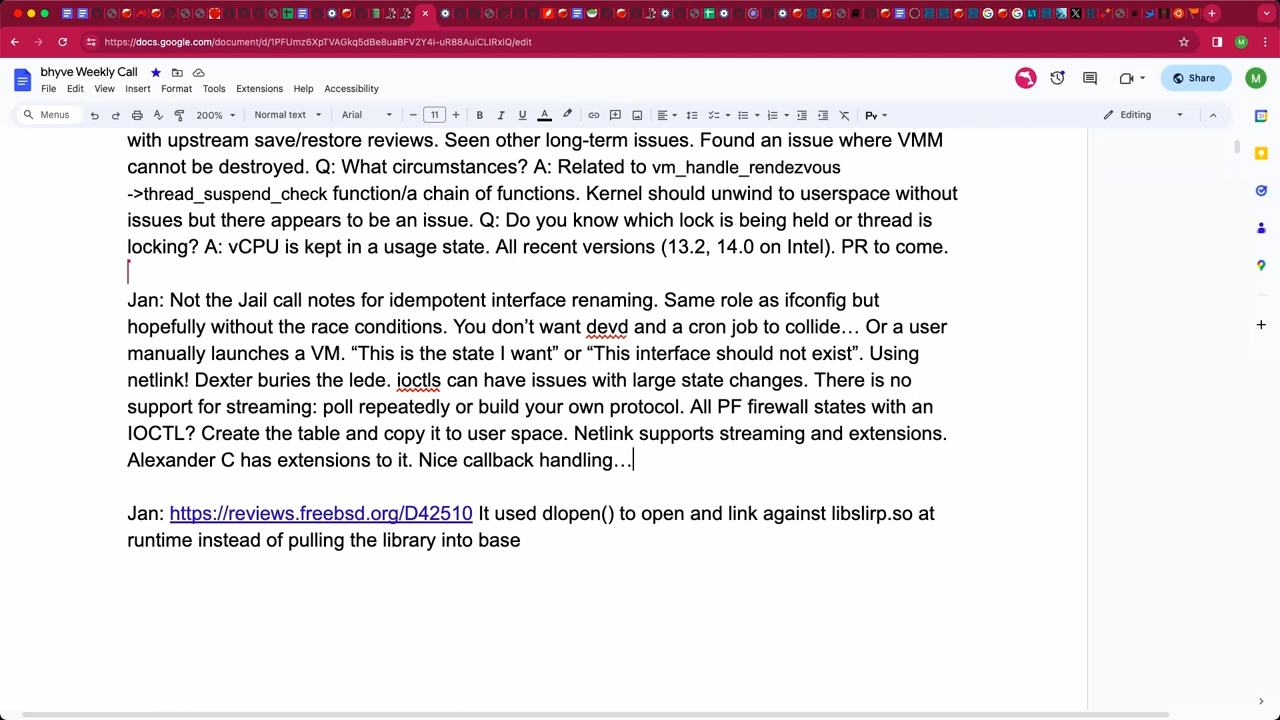 https://docs.google.com/document/d/1PFUmz6XpTVAGkq5dBe8uaBFV2Y4i-uR88AuiCLIRxIQ/edit
M
bhyve Weekly Call
File Edit View Insert Format Tools Extensions Help Accessibility
Share
M
Menus 200% Normal text Arial 11 B I U A Editing
with upstream save/restore reviews. Seen other long-term issues. Found an issue where VMM
cannot be destroyed. Q: What circumstances? A: Related to vm_handle_rendezvous
->thread_suspend_check function/a chain of functions. Kernel should unwind to userspace without
issues but there appears to be an issue. Q: Do you know which lock is being held or thread is
locking? A: vCPU is kept in a usage state. All recent versions (13.2, 14.0 on Intel). PR to come.
Jan: Not the Jail call notes for idempotent interface renaming. Same role as ifconfig but
hopefully without the race conditions. You don’t want devd and a cron job to collide… Or a user
manually launches a VM. “This is the state I want” or “This interface should not exist”. Using
netlink! Dexter buries the lede. ioctls can have issues with large state changes. There is no
support for streaming: poll repeatedly or build your own protocol. All PF firewall states with an
IOCTL? Create the table and copy it to user space. Netlink supports streaming and extensions.
Alexander C has extensions to it. Nice callback handling…
Jan: https://reviews.freebsd.org/D42510 It used dlopen() to open and link against libslirp.so at
runtime instead of pulling the library into base